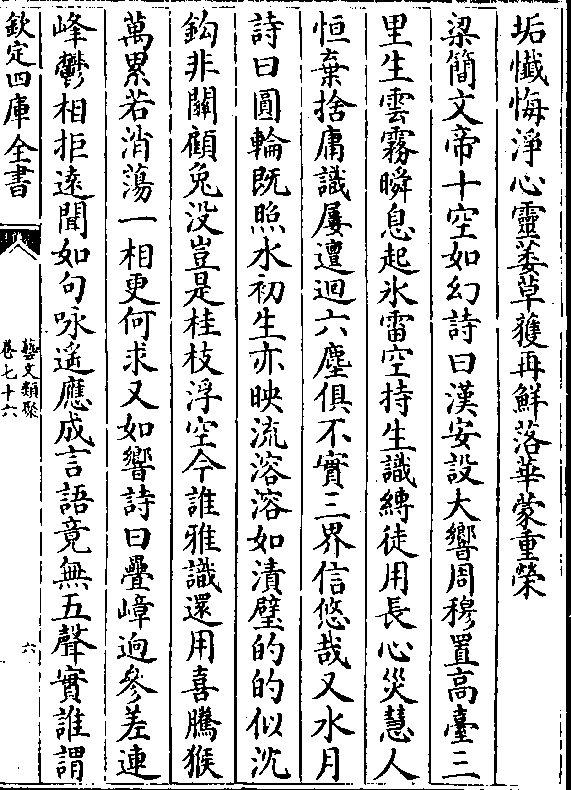 垢懺悔淨心靈萎草獲再鮮落華蒙重榮
梁簡文帝十空如幻詩曰漢安設大響周穆置高臺三
里生雲霧瞬息起氷雷空持生識縛徒用長心災慧人
恒棄捨庸識屢邅迴六塵俱不實三界信悠哉又水月
詩曰圓輪既照水初生亦映流溶溶如漬璧的的似沈
鈎非關顧兔没豈是桂枝浮空令誰雅識還用喜騰猴
萬累若消蕩一相更何求又如響詩曰疊嶂逈參差連
峰鬱相拒遠聞如句咏遙應成言語竟無五聲實誰謂
欽定四庫全書
藝文類聚
卷七十六
六